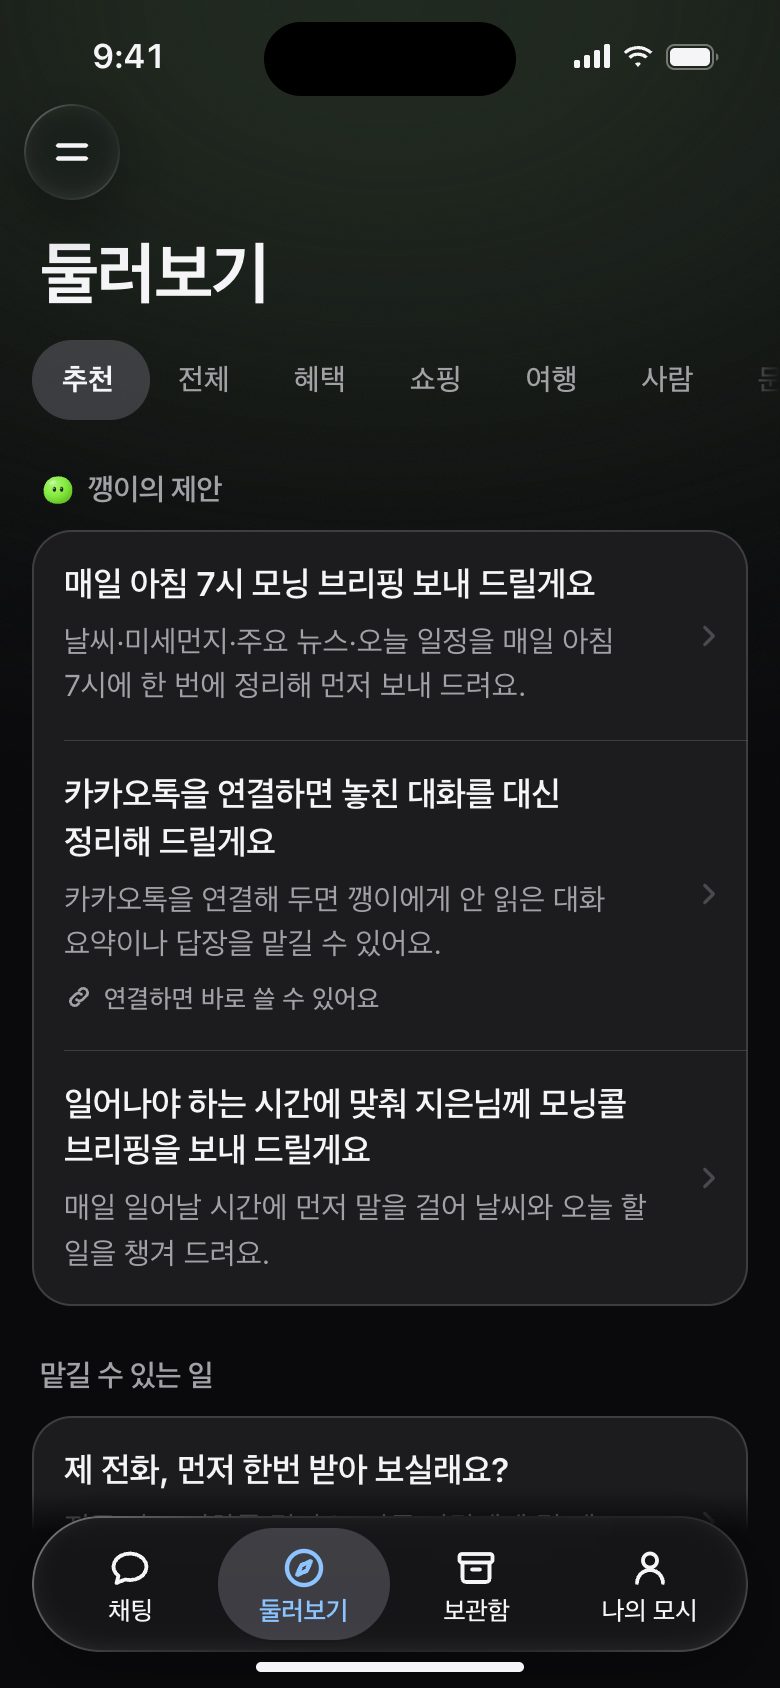 9:41
둘러보기
추천 전체 혜택 쇼핑 여행 사람
깽이의 제안
매일 아침 7시 모닝 브리핑 보내 드릴게요
날씨·미세먼지·주요 뉴스·오늘 일정을 매일 아침
7시에 한 번에 정리해 먼저 보내 드려요.
카카오톡을 연결하면 놓친 대화를 대신
정리해 드릴게요
카카오톡을 연결해 두면 깽이에게 안 읽은 대화
요약이나 답장을 맡길 수 있어요.
연결하면 바로 쓸 수 있어요
일어나야 하는 시간에 맞춰 지은님께 모닝콜
브리핑을 보내 드릴게요
매일 일어날 시간에 먼저 말을 걸어 날씨와 오늘 할
일을 챙겨 드려요.
맡길 수 있는 일
제 전화, 먼저 한번 받아 보실래요?
채팅 둘러보기 보관함 나의 모시